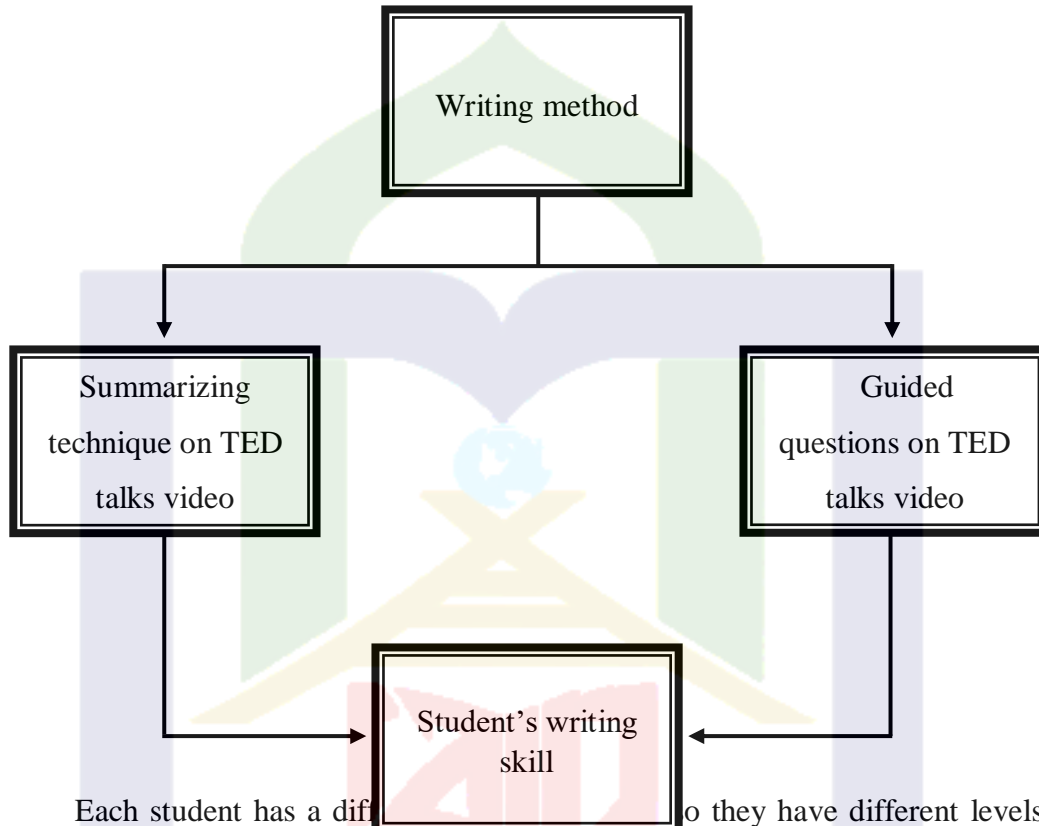 Writing method
Summarizing
technique on TED
talks video
Guided
questions on TED
talks video
Student’s writing
skill
Each student has a so they have different levels